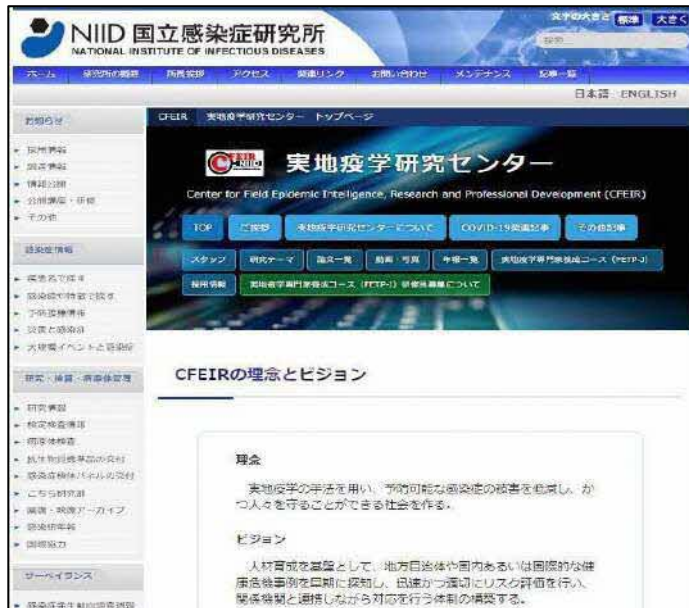 NIID 国立感染症研究所
NATIONAL INSTITUTE OF INFECTIOUS DISEASES
文字の大きさ 標準 大きく
検索
ホーム 研究所の概要 所長挨拶 アクセス 関連リンク お問い合わせ メンテナンス 記事一覧
日本語 ENGLISH
お知らせ
採用情報
調達情報
情報公開
公開講座・研修
その他
感染症情報
疾患名で探す
感染源や特徴で探す
予防接種情報
災害と感染症
大規模イベントと感染症
研究・検査・病原体管理
研究情報
検定検査情報
病原体検査
抗生物質標準品の交付
感染症検体パネルの交付
こちら研究部
画像・映像アーカイブ
感染研年報
国際協力
サーベイランス
感染症発生動向調査週報
CFEIR 実地疫学研究センター トップページ
CFEIR NIID 実地疫学研究センター
Center for Field Epidemic Intelligence, Research and Professional Development (CFEIR)
TOP ご挨拶 実地疫学研究センターについて COVID-19関連記事 その他記事
スタッフ 研究テーマ 論文一覧 動画・写真 年報一覧 実地疫学専門家養成コース (FETP-J)
採用情報 実地疫学専門家養成コース (FETP-J) 研修員募集について
CFEIRの理念とビジョン
理念
実地疫学の手法を用い、予防可能な感染症の被害を低減し、か
つ人々を守ることができる社会を作る。
ビジョン
人材育成を基盤として、地方自治体や国内あるいは国際的な健
康危機事例を早期に探知し、迅速かつ適切にリスク評価を行い、
関係機関と連携しながら対応を行う体制の構築する。